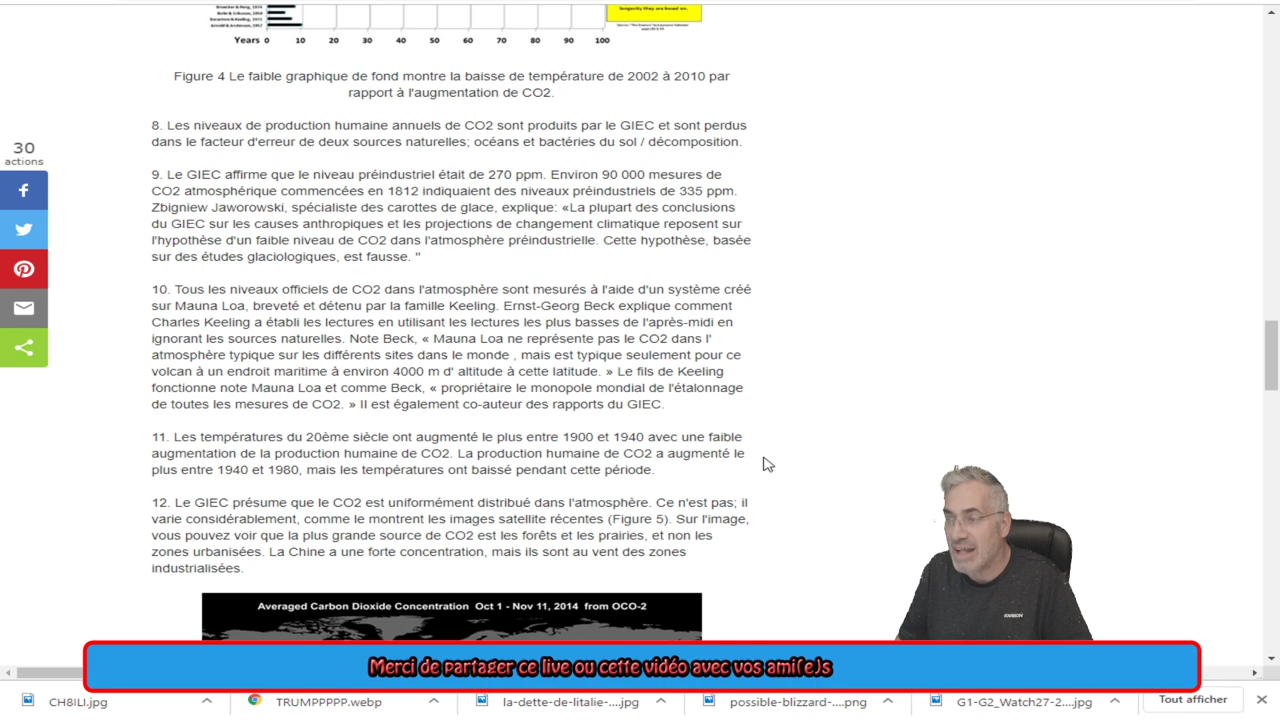 Years 0 10 20 30 40 50 60 70 80 90 100
Figure 4 Le faible graphique de fond montre la baisse de température de 2002 à 2010 par
rapport à l'augmentation de CO2.
8. Les niveaux de production humaine annuels de CO2 sont produits par le GIEC et sont perdus
dans le facteur d'erreur de deux sources naturelles; océans et bactéries du sol / décomposition.
30
actions
9. Le GIEC affirme que le niveau préindustriel était de 270 ppm. Environ 90 000 mesures de
CO2 atmosphérique commencées en 1812 indiquaient des niveaux préindustriels de 335 ppm.
Zbigniew Jaworowski, spécialiste des carottes de glace, explique: «La plupart des conclusions
du GIEC sur les causes anthropiques et les projections de changement climatique reposent sur
l'hypothèse d'un faible niveau de CO2 dans l'atmosphère préindustrielle. Cette hypothèse, basée
sur des études glaciologiques, est fausse. "
10. Tous les niveaux officiels de CO2 dans l'atmosphère sont mesurés à l'aide d'un système créé
sur Mauna Loa, breveté et détenu par la famille Keeling. Ernst-Georg Beck explique comment
Charles Keeling a établi les lectures en utilisant les lectures les plus basses de l'après-midi en
ignorant les sources naturelles. Note Beck, « Mauna Loa ne représente pas le CO2 dans l'
atmosphère typique sur les différents sites dans le monde , mais est typique seulement pour ce
volcan à un endroit maritime à environ 4000 m d' altitude à cette latitude. » Le fils de Keeling
fonctionne note Mauna Loa et comme Beck, « propriétaire le monopole mondial de l'étalonnage
de toutes les mesures de CO2. » Il est également co-auteur des rapports du GIEC.
11. Les températures du 20ème siècle ont augmenté le plus entre 1900 et 1940 avec une faible
augmentation de la production humaine de CO2. La production humaine de CO2 a augmenté le
plus entre 1940 et 1980, mais les températures ont baissé pendant cette période.
12. Le GIEC présume que le CO2 est uniformément distribué dans l'atmosphère. Ce n'est pas; il
varie considérablement, comme le montrent les images satellite récentes (Figure 5). Sur l'image,
vous pouvez voir que la plus grande source de CO2 est les forêts et les prairies, et non les
zones urbanisées. La Chine a une forte concentration, mais ils sont au vent des zones
industrialisées.
Averaged Carbon Dioxide Concentration Oct 1 - Nov 11, 2014 from OCO-2
Merci de partager ce live ou cette vidéo avec vos ami(e)s
CH8ILI.jpg
TRUMPPPPP.webp
la-dette-de-litalie-....jpg
possible-blizzard-....png
G1-G2_Watch27-2....jpg
Tout afficher